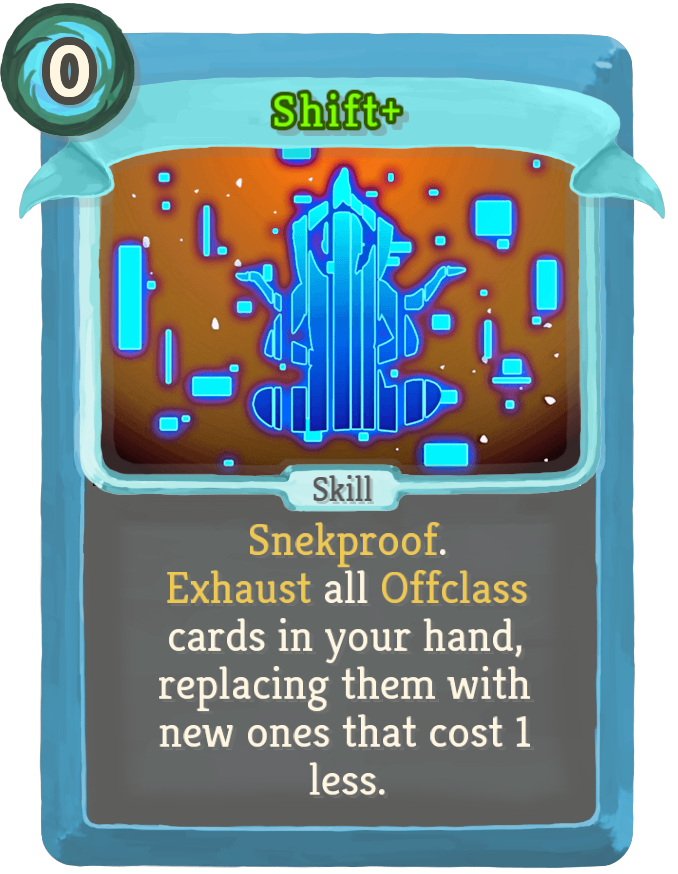 0
Shift+
Skill
Snekproof.
Exhaust all Offclass
cards in your hand,
replacing them with
new ones that cost 1
less.